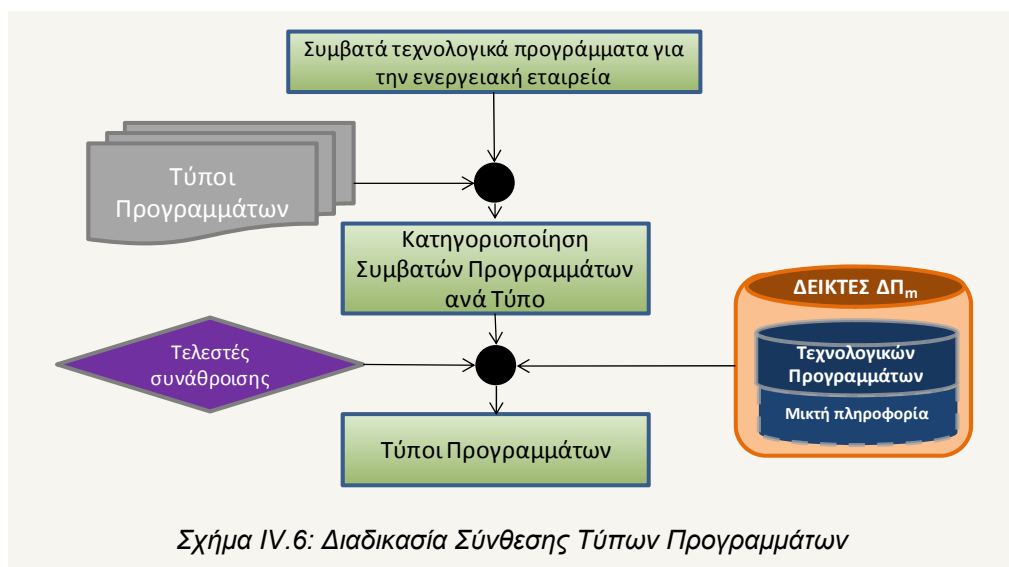 Συμβατά τεχνολογικά προγράμματα για
την ενεργειακή εταιρεία
Τύποι
Προγραμμάτων
Κατηγοριοποίηση
Συμβατών Προγραμμάτων
ανά Τύπο
ΔΕΙΚΤΕΣ ΔΠm
Τεχνολογικών
Προγραμμάτων
Μικτή πληροφορία
Τελεστές
συνάθροισης
Τύποι Προγραμμάτων
Σχήμα IV.6: Διαδικασία Σύνθεσης Τύπων Προγραμμάτων